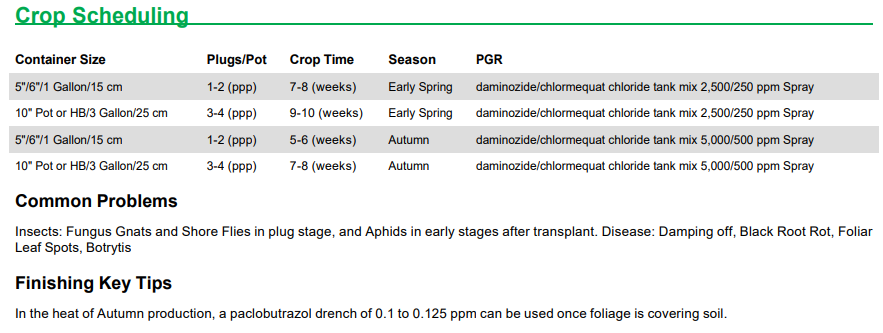 Crop Scheduling
Container Size Plugs/Pot Crop Time Season PGR
5"/6"/1 Gallon/15 cm 1-2 (ppp) 7-8 (weeks) Early Spring daminozide/chlormequat chloride tank mix 2,500/250 ppm Spray
10" Pot or HB/3 Gallon/25 cm 3-4 (ppp) 9-10 (weeks) Early Spring daminozide/chlormequat chloride tank mix 2,500/250 ppm Spray
5"/6"/1 Gallon/15 cm 1-2 (ppp) 5-6 (weeks) Autumn daminozide/chlormequat chloride tank mix 5,000/500 ppm Spray
10" Pot or HB/3 Gallon/25 cm 3-4 (ppp) 7-8 (weeks) Autumn daminozide/chlormequat chloride tank mix 5,000/500 ppm Spray
Common Problems
Insects: Fungus Gnats and Shore Flies in plug stage, and Aphids in early stages after transplant. Disease: Damping off, Black Root Rot, Foliar
Leaf Spots, Botrytis
Finishing Key Tips
In the heat of Autumn production, a paclobutrazol drench of 0.1 to 0.125 ppm can be used once foliage is covering soil.